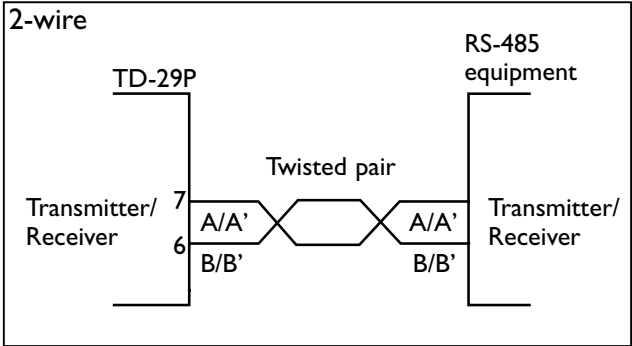 2-wire
TD-29P
RS-485
equipment
Twisted pair
Transmitter/
Receiver
7
6
A/A’
B/B’
A/A’
B/B’
Transmitter/
Receiver